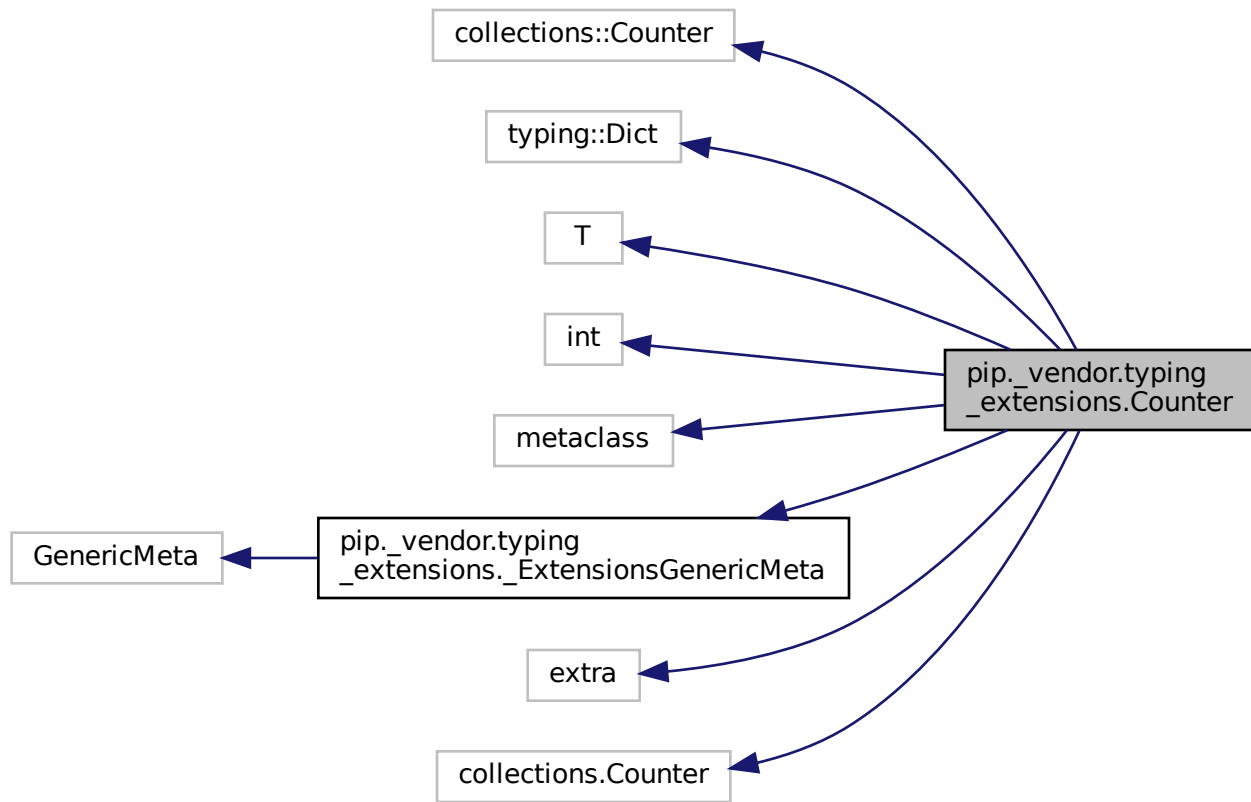 collections::Counter
typing::Dict
T
int
pip._vendor.typing
_extensions.Counter
metaclass
GenericMeta
pip._vendor.typing
_extensions._ExtensionsGenericMeta
extra
collections.Counter